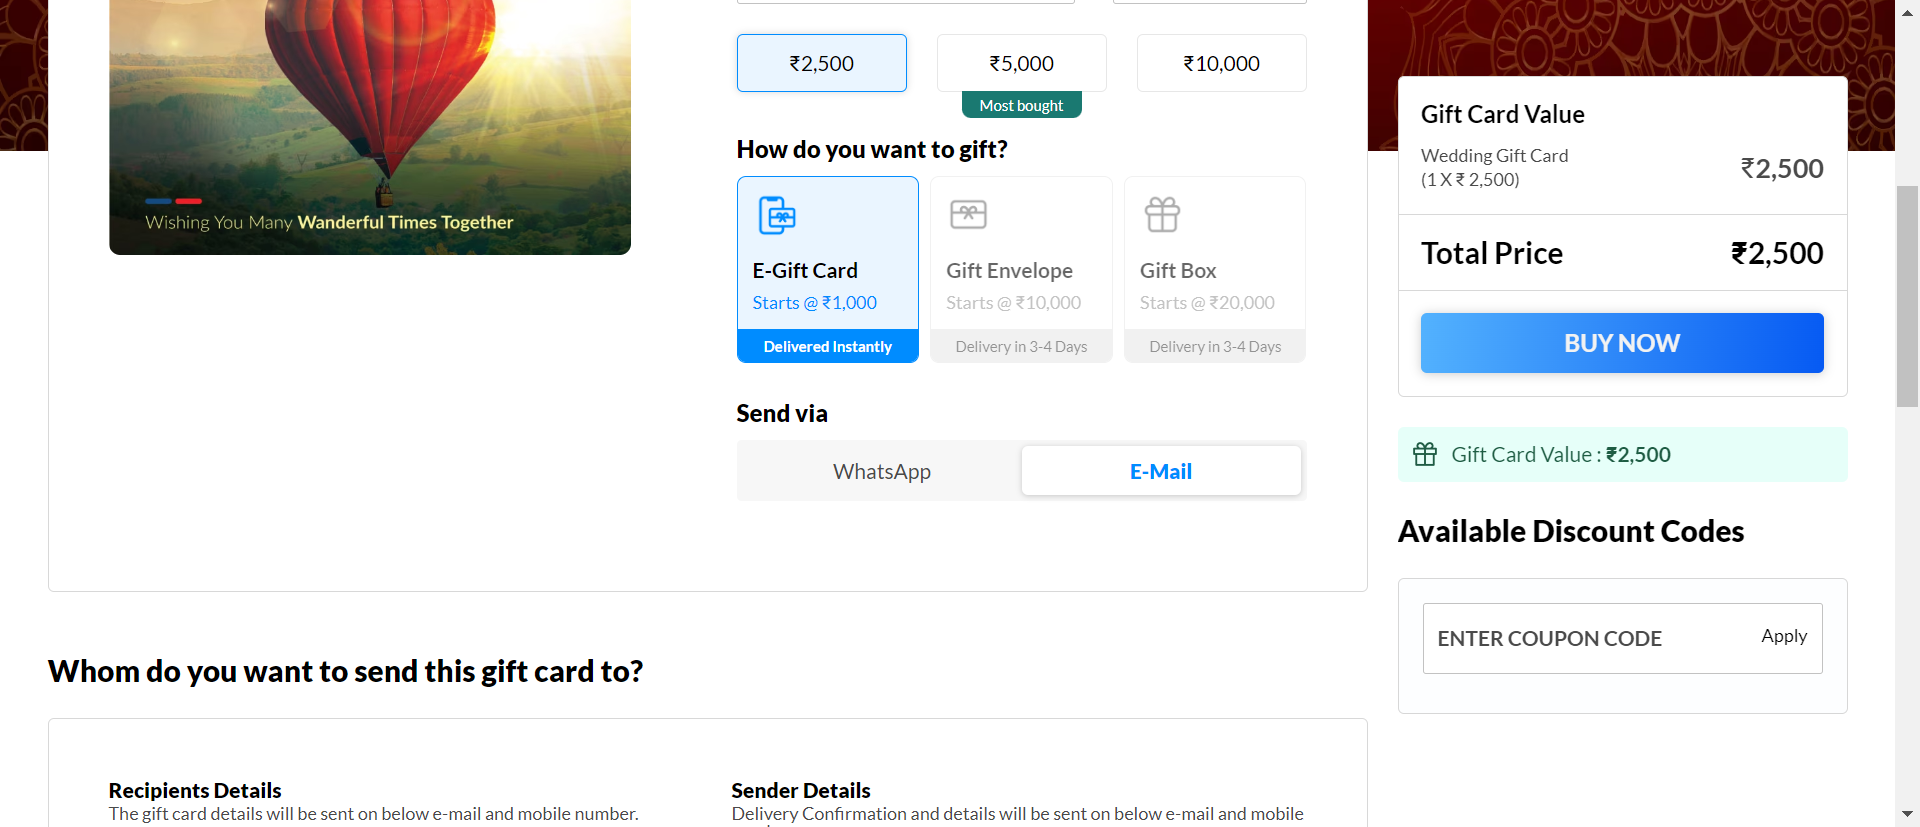 Wishing You Many Wanderful Times Together
₹2,500
₹5,000
₹10,000
Most bought
How do you want to gift?
E-Gift Card
Starts @ ₹1,000
Delivered Instantly
Gift Envelope
Starts @ ₹10,000
Delivery in 3-4 Days
Gift Box
Starts @ ₹20,000
Delivery in 3-4 Days
Send via
WhatsApp
E-Mail
Gift Card Value
Wedding Gift Card
(1 X ₹ 2,500)
₹2,500
Total Price
₹2,500
BUY NOW
Gift Card Value : ₹2,500
Available Discount Codes
ENTER COUPON CODE
Apply
Whom do you want to send this gift card to?
Recipients Details
The gift card details will be sent on below e-mail and mobile number.
Sender Details
Delivery Confirmation and details will be sent on below e-mail and mobile